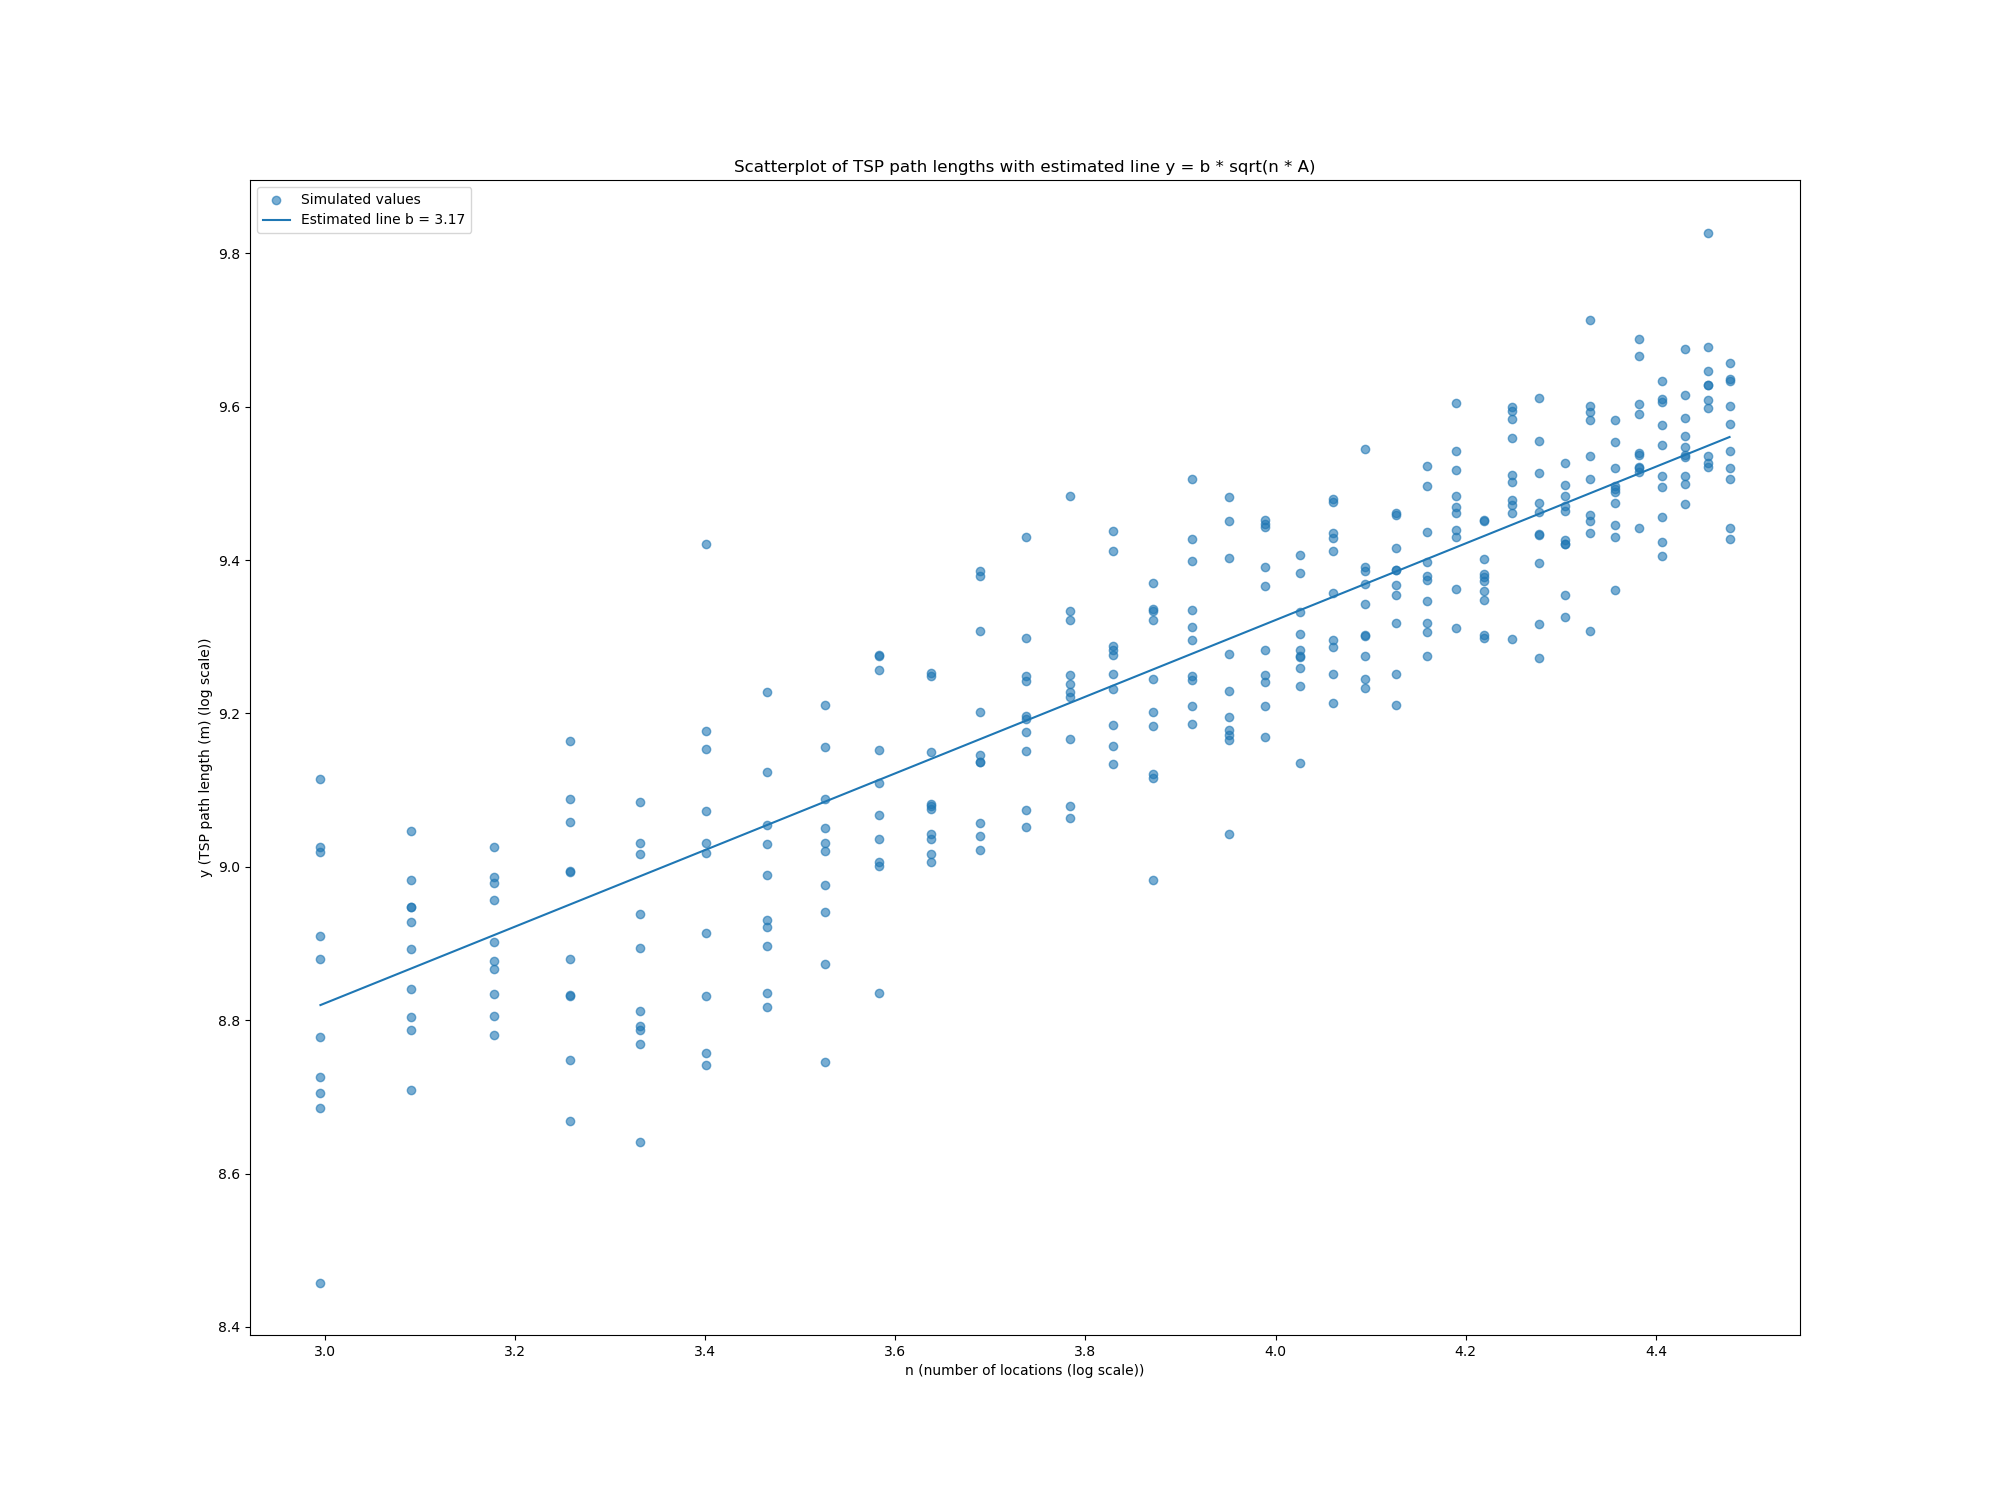 Scatterplot of TSP path lengths with estimated line y = b * sqrt(n * A)
Simulated values
Estimated line b = 3.17
9.8
9.6
9.4
9.2
9.0
8.8
8.6
8.4
y (TSP path length (m) (log scale))
3.0 3.2 3.4 3.6 3.8 4.0 4.2 4.4
n (number of locations (log scale))